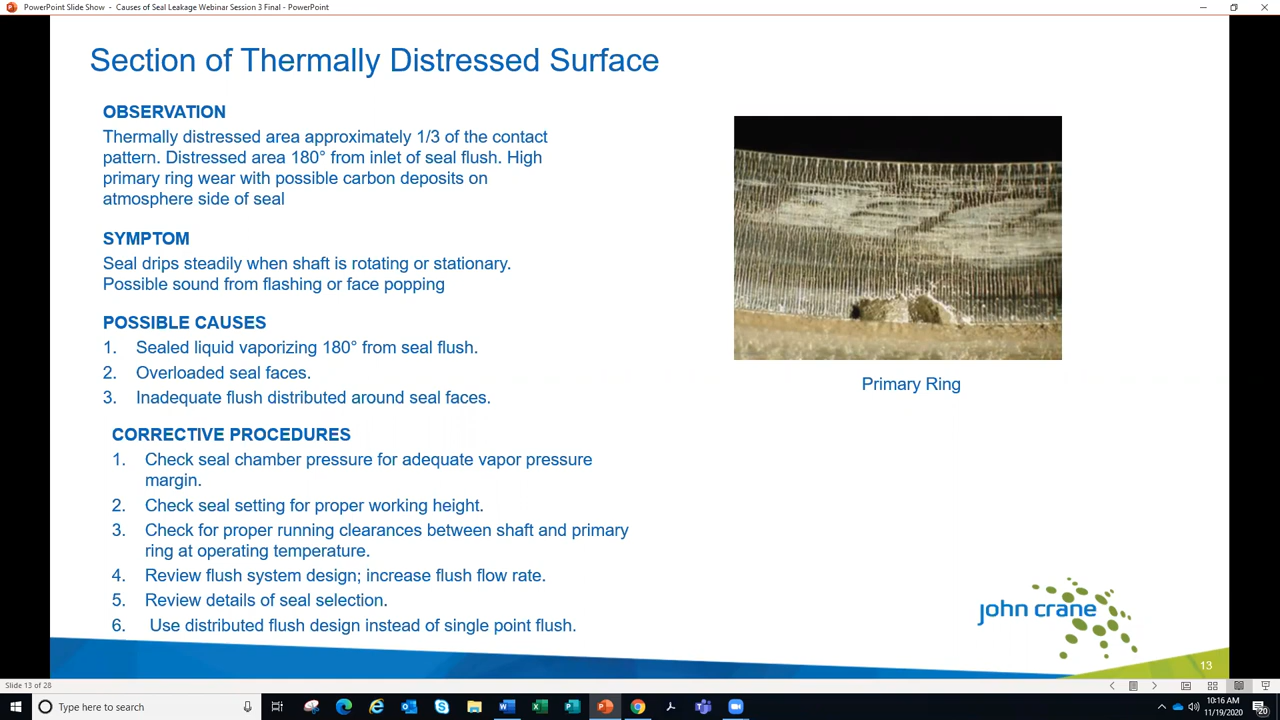 PowerPoint Slide Show - Causes of Seal Leakage Webinar Session 3 Final - PowerPoint
Section of Thermally Distressed Surface
OBSERVATION
Thermally distressed area approximately 1/3 of the contact
pattern. Distressed area 180° from inlet of seal flush. High
primary ring wear with possible carbon deposits on
atmosphere side of seal
SYMPTOM
Seal drips steadily when shaft is rotating or stationary.
Possible sound from flashing or face popping
POSSIBLE CAUSES
1. Sealed liquid vaporizing 180° from seal flush.
2. Overloaded seal faces.
3. Inadequate flush distributed around seal faces.
Primary Ring
CORRECTIVE PROCEDURES
1. Check seal chamber pressure for adequate vapor pressure
margin.
2. Check seal setting for proper working height.
3. Check for proper running clearances between shaft and primary
ring at operating temperature.
4. Review flush system design; increase flush flow rate.
5. Review details of seal selection.
6. Use distributed flush design instead of single point flush.
john crane
13
Slide 13 of 28
Type here to search
10:16 AM
11/19/2020
20